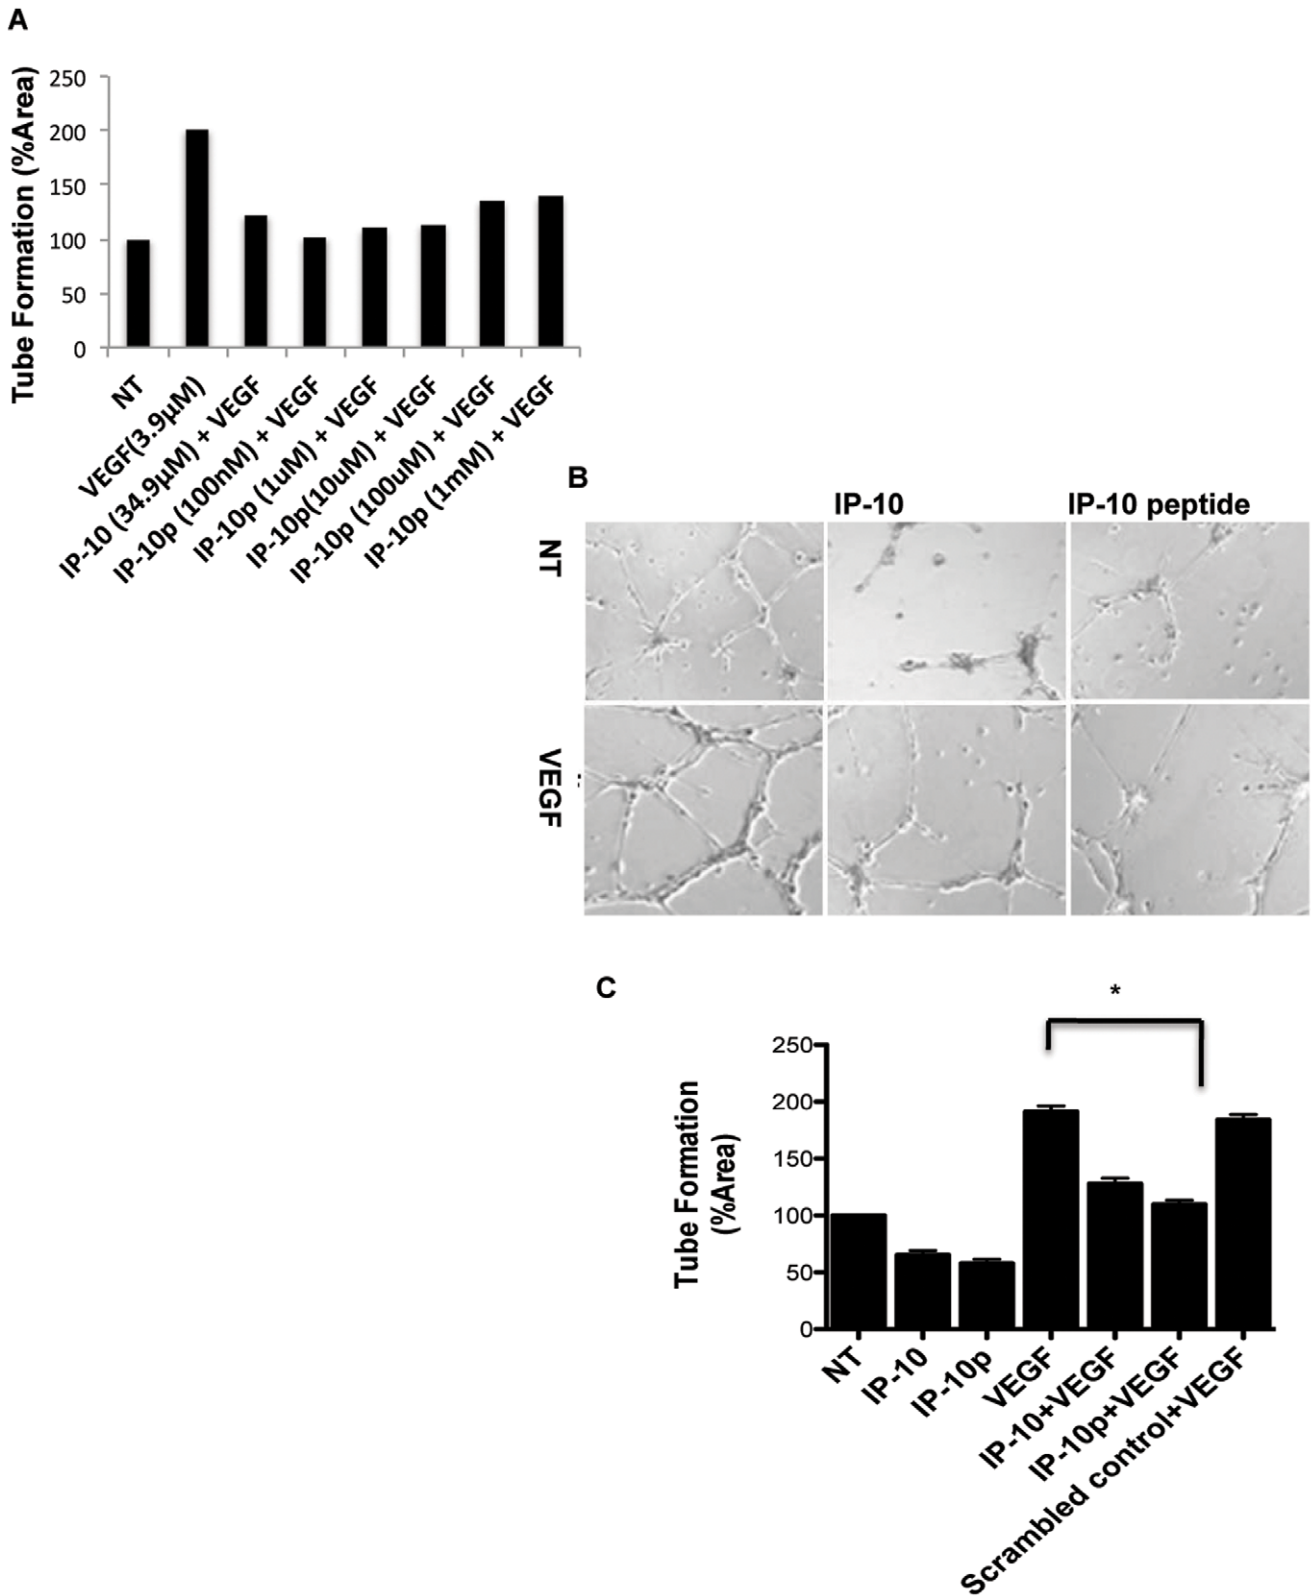 A
Tube Formation (%Area)
250
200
150
100
50
0
NT
VEGF(3.9µM)
IP-10 (34.9µM) + VEGF
IP-10p (100nM) + VEGF
IP-10p (1uM) + VEGF
IP-10p(10uM) + VEGF
IP-10p (100uM) + VEGF
IP-10p (1mM) + VEGF
B
IP-10
IP-10 peptide
NT
VEGF
C
*
Tube Formation
(%Area)
250
200
150
100
50
0
NT
IP-10
IP-10p
VEGF
IP-10+VEGF
IP-10p+VEGF
Scrambled control+VEGF